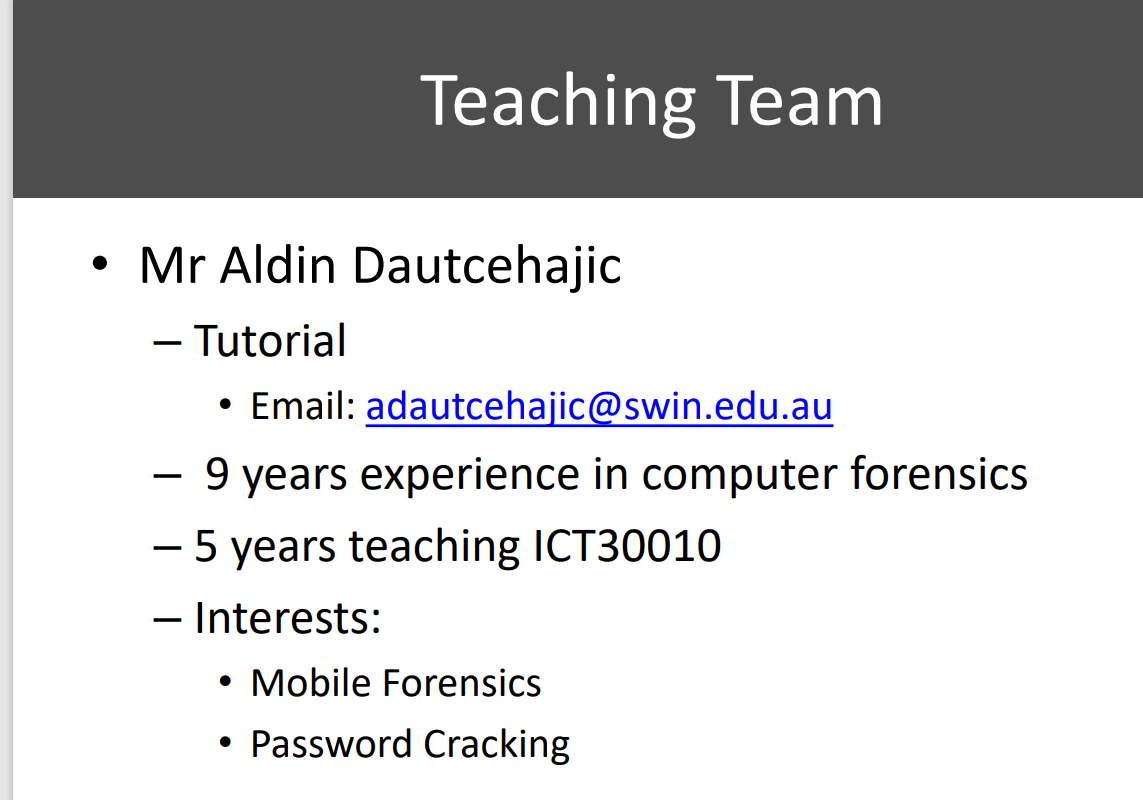 Teaching Team
• Mr Aldin Dautcehajic
– Tutorial
• Email: adautcehajic@swin.edu.au
– 9 years experience in computer forensics
– 5 years teaching ICT30010
– Interests:
• Mobile Forensics
• Password Cracking